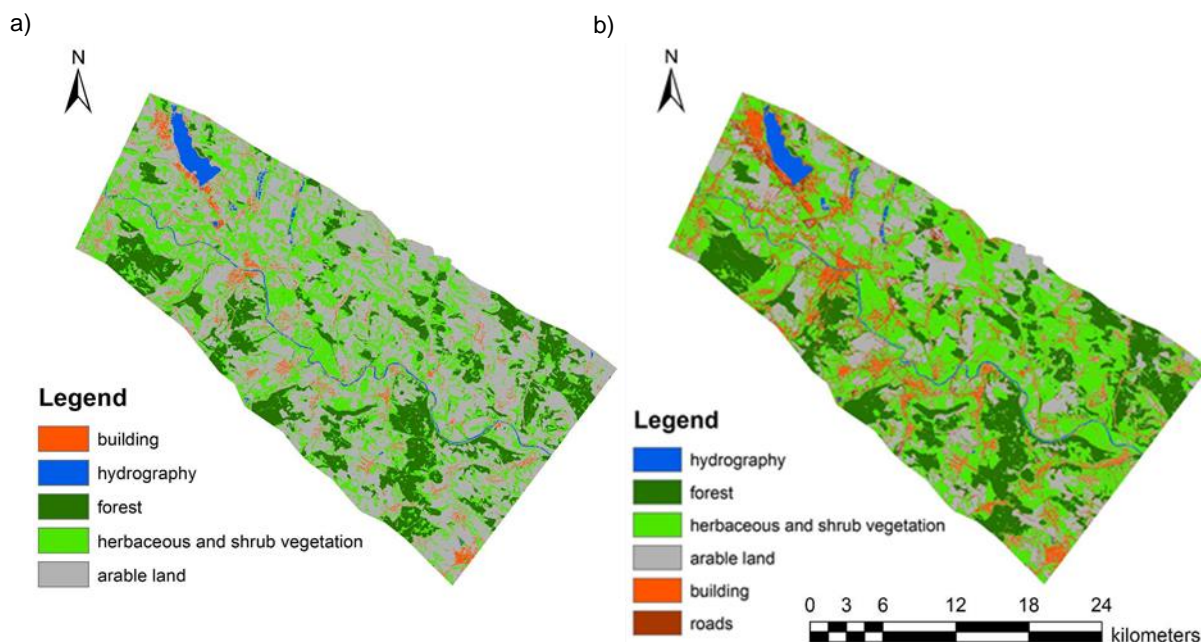 a)
N
Legend
building
hydrography
forest
herbaceous and shrub vegetation
arable land
b)
N
Legend
hydrography
forest
herbaceous and shrub vegetation
arable land
building
roads
0 3 6 12 18 24
kilometers